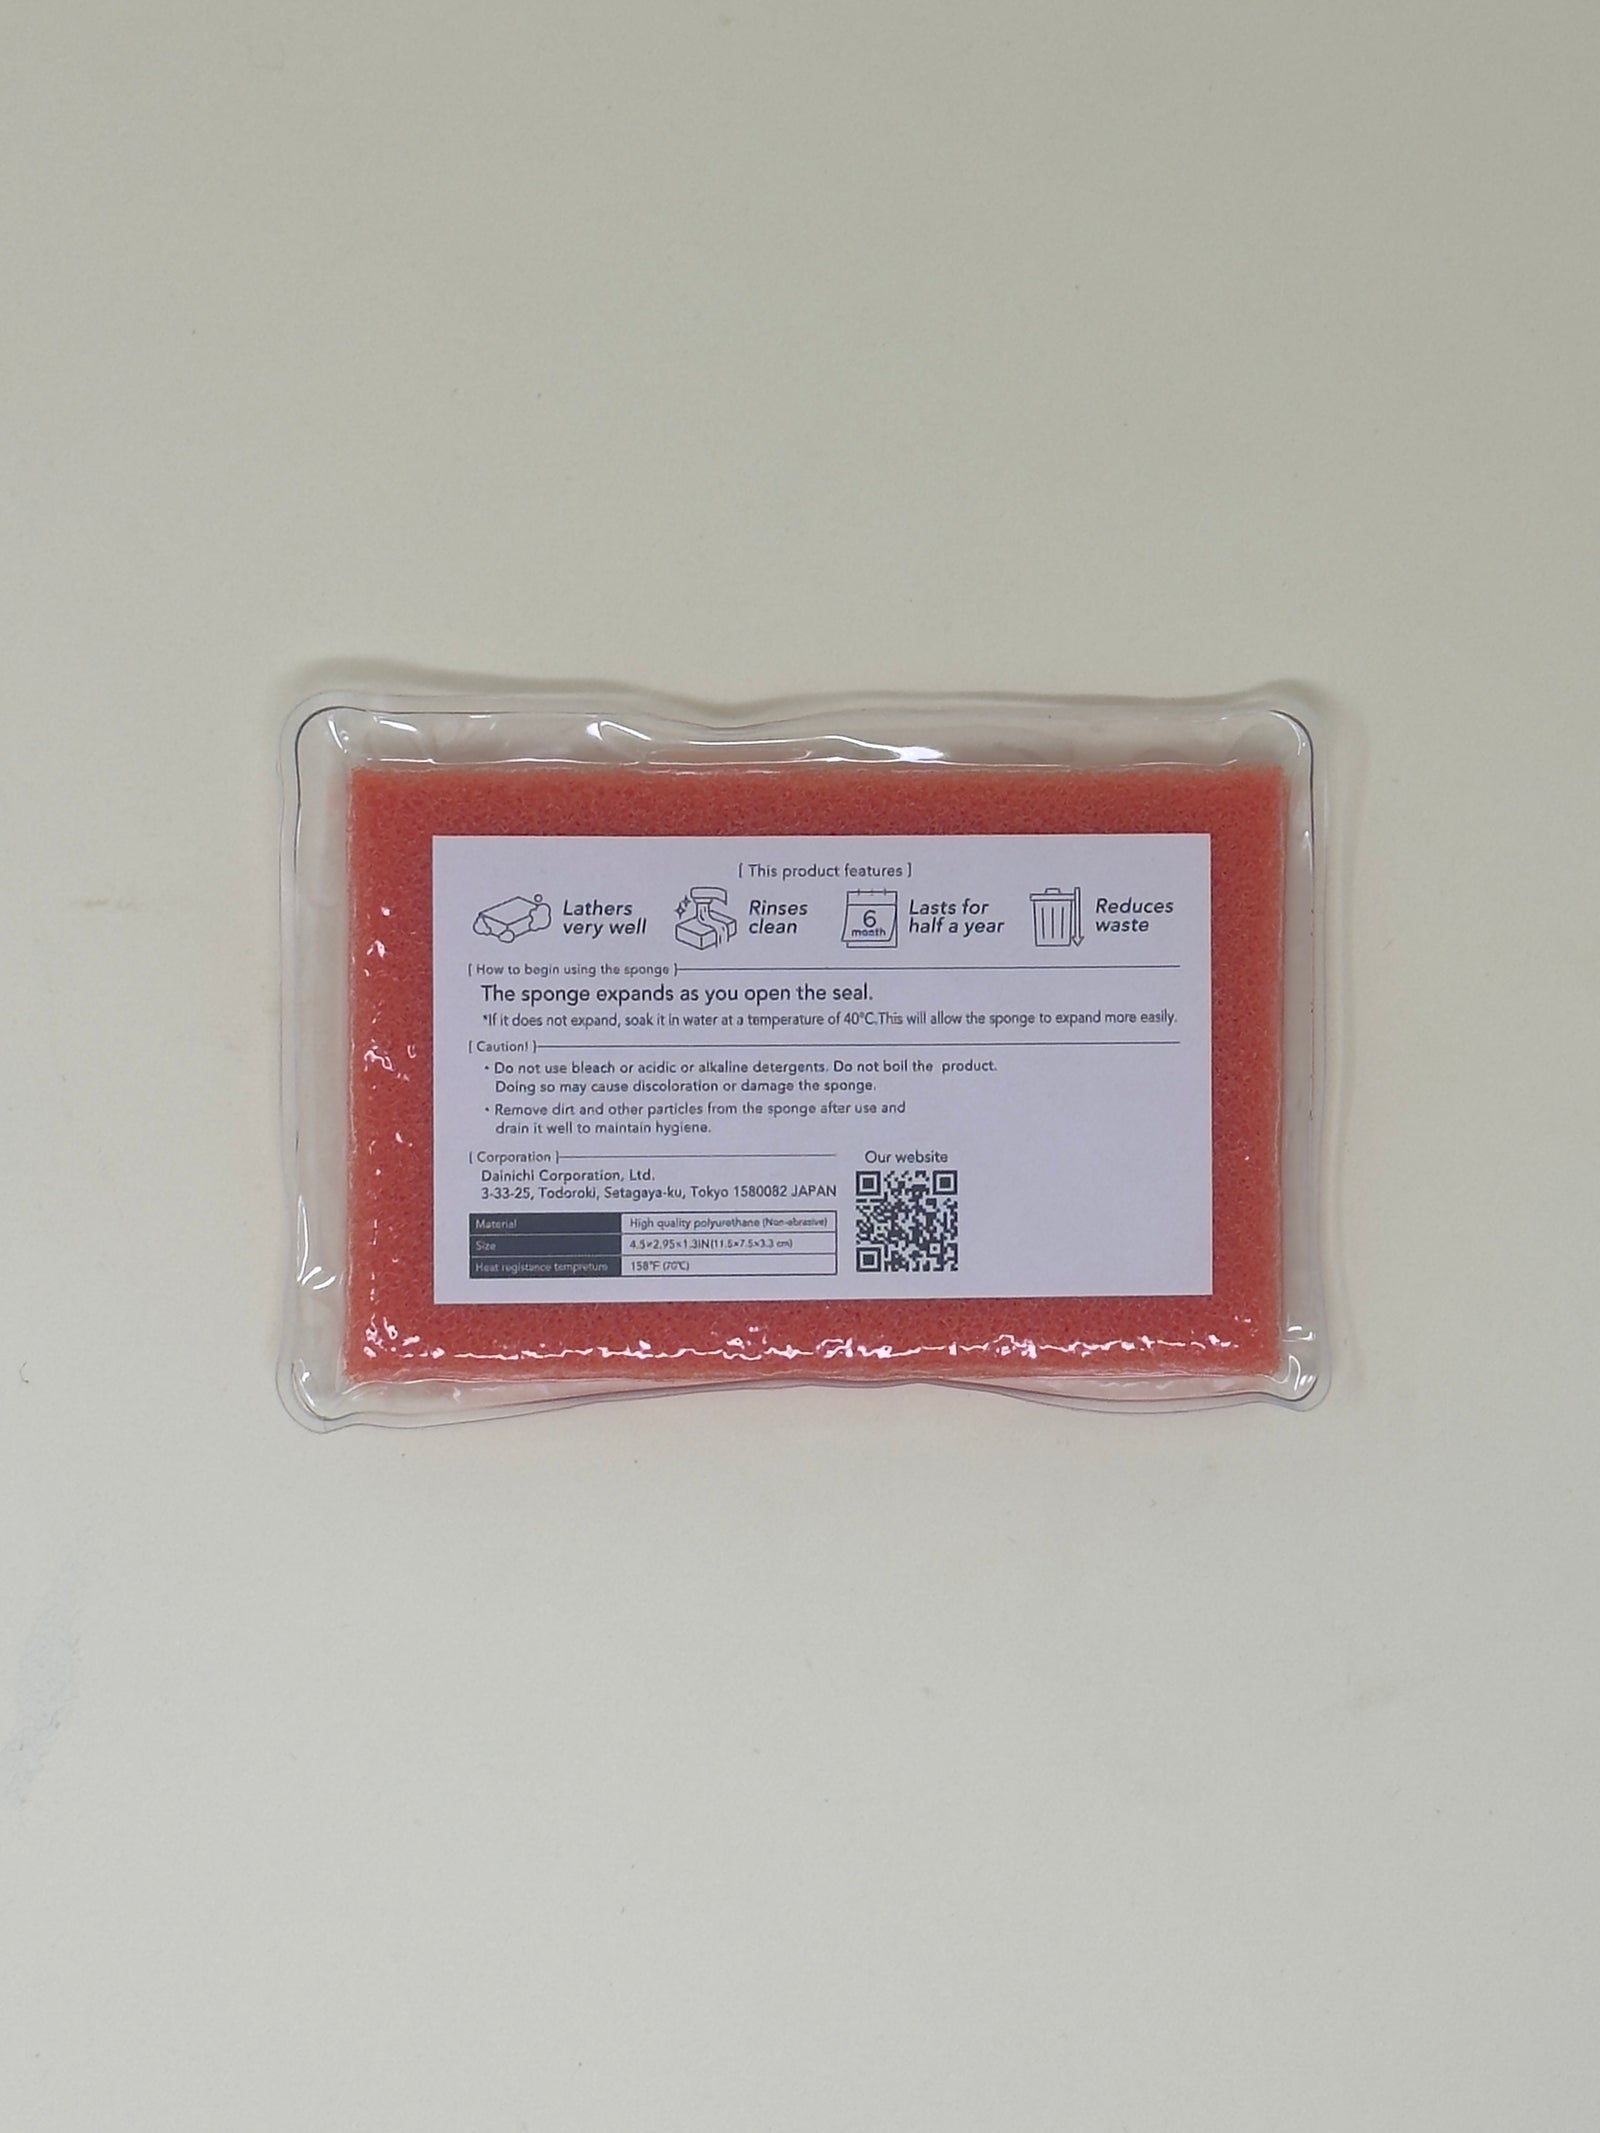 [ This product features ]
Lathers
very well
Rinses
clean
6
month
Lasts for
half a year
Reduces
waste
[ How to begin using the sponge ]
The sponge expands as you open the seal.
*If it does not expand, soak it in water at a temperature of 40°C.This will allow the sponge to expand more easily.
[ Caution! ]
・Do not use bleach or acidic or alkaline detergents. Do not boil the product.
Doing so may cause discoloration or damage the sponge.
・Remove dirt and other particles from the sponge after use and
drain it well to maintain hygiene.
[ Corporation ]
Dainichi Corporation, Ltd.
3-33-25, Todoroki, Setagaya-ku, Tokyo 1580082 JAPAN
Our website
Material High quality polyurethane (Non-abrasive)
Size 4.5×2.95×1.3IN(11.5×7.5×3.3 cm)
Heat registance tempreture 158°F (70℃)